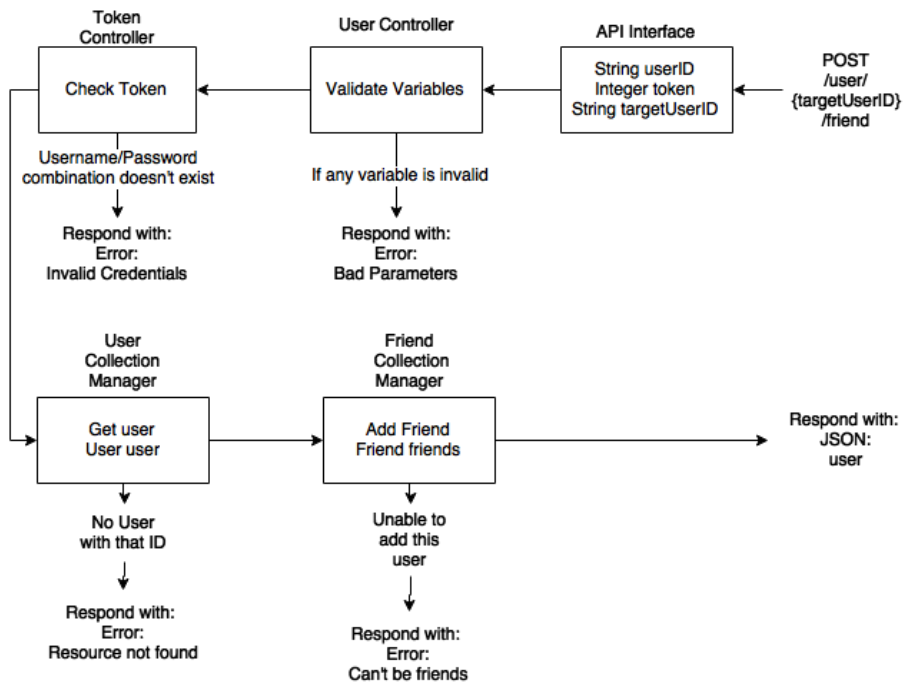 Token
Controller
User Controller
API Interface
Check Token
Validate Variables
String userID
Integer token
String targetUserID
POST
/user/
{targetUserID}
/friend
Username/Password
combination doesn't exist
If any variable is invalid
Respond with:
Error:
Invalid Credentials
Respond with:
Error:
Bad Parameters
User
Collection
Manager
Friend
Collection
Manager
Get user
User user
Add Friend
Friend friends
Respond with:
JSON:
user
No User
with that ID
Unable to
add this
user
Respond with:
Error:
Resource not found
Respond with:
Error:
Can't be friends